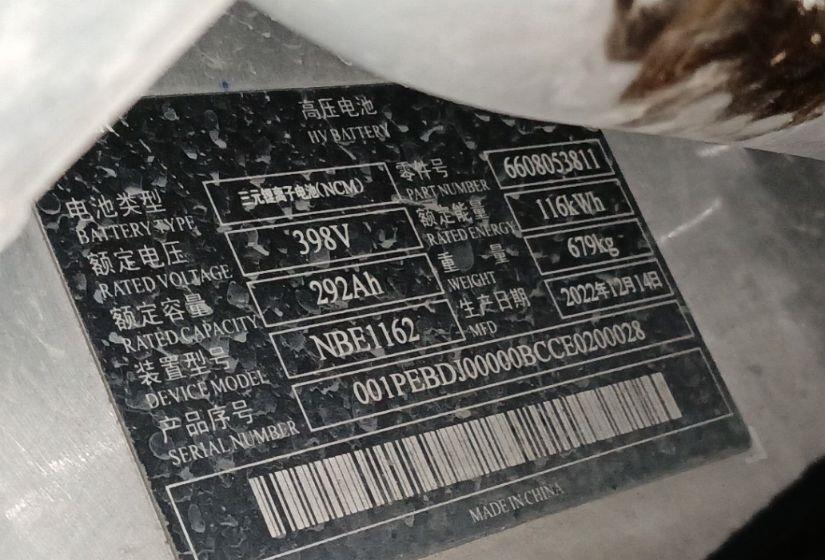 高压电池
HV BATTERY
电池类型 三元锂离子电池(NCM) 零件号 6608053811
BATTERY TYPE PART NUMBER
额定电压 398V 额定能量 116kWh
RATED VOLTAGE RATED ENERGY
额定容量 292Ah 重量 679kg
RATED CAPACITY WEIGHT
装置型号 NBE1162 生产日期 2022年12月14日
DEVICE MODEL MFD
产品序号 001PEBDJ00000BCCE0200028
SERIAL NUMBER
MADE IN CHINA